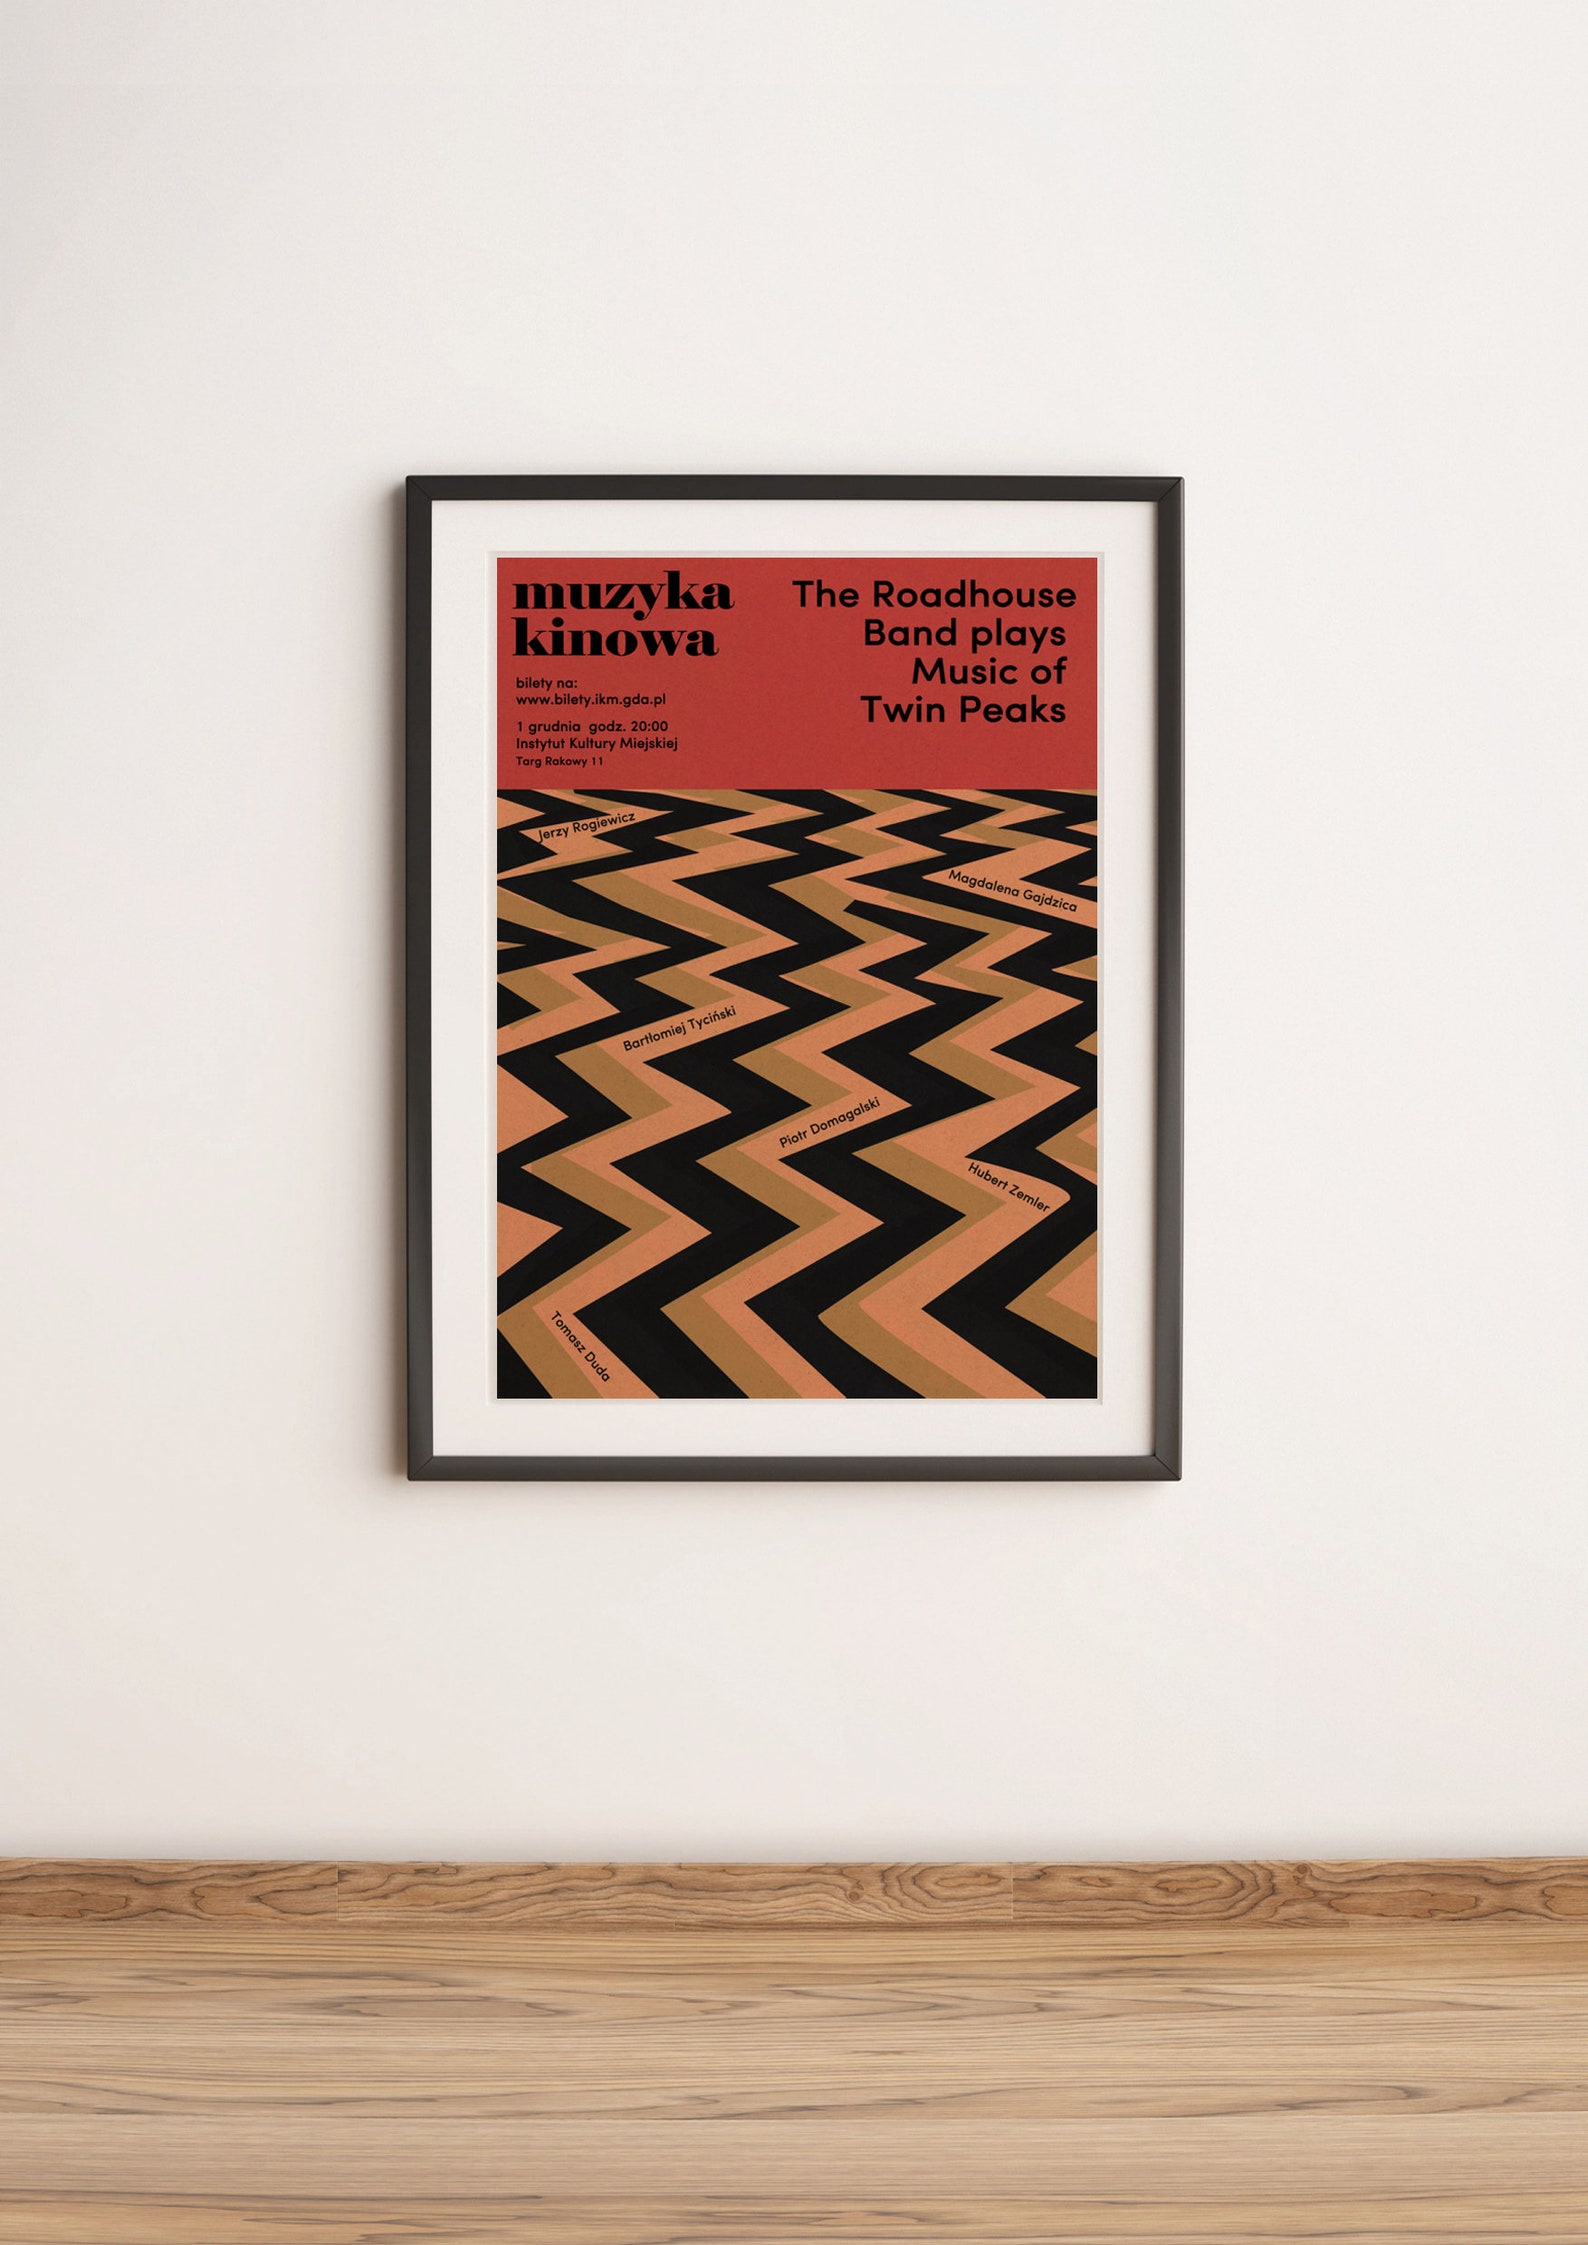 muzyka
kinowa
bilety na:
www.bilety.ikm.gda.pl
1 grudnia godz. 20:00
Instytut Kultury Miejskiej
Targ Rakowy 11
The Roadhouse
Band plays
Music of
Twin Peaks
Jerzy Rogiewicz
Magdalena Gajdzica
Bartłomiej Tyciński
Piotr Domagalski
Hubert Zemler
Tomasz Duda